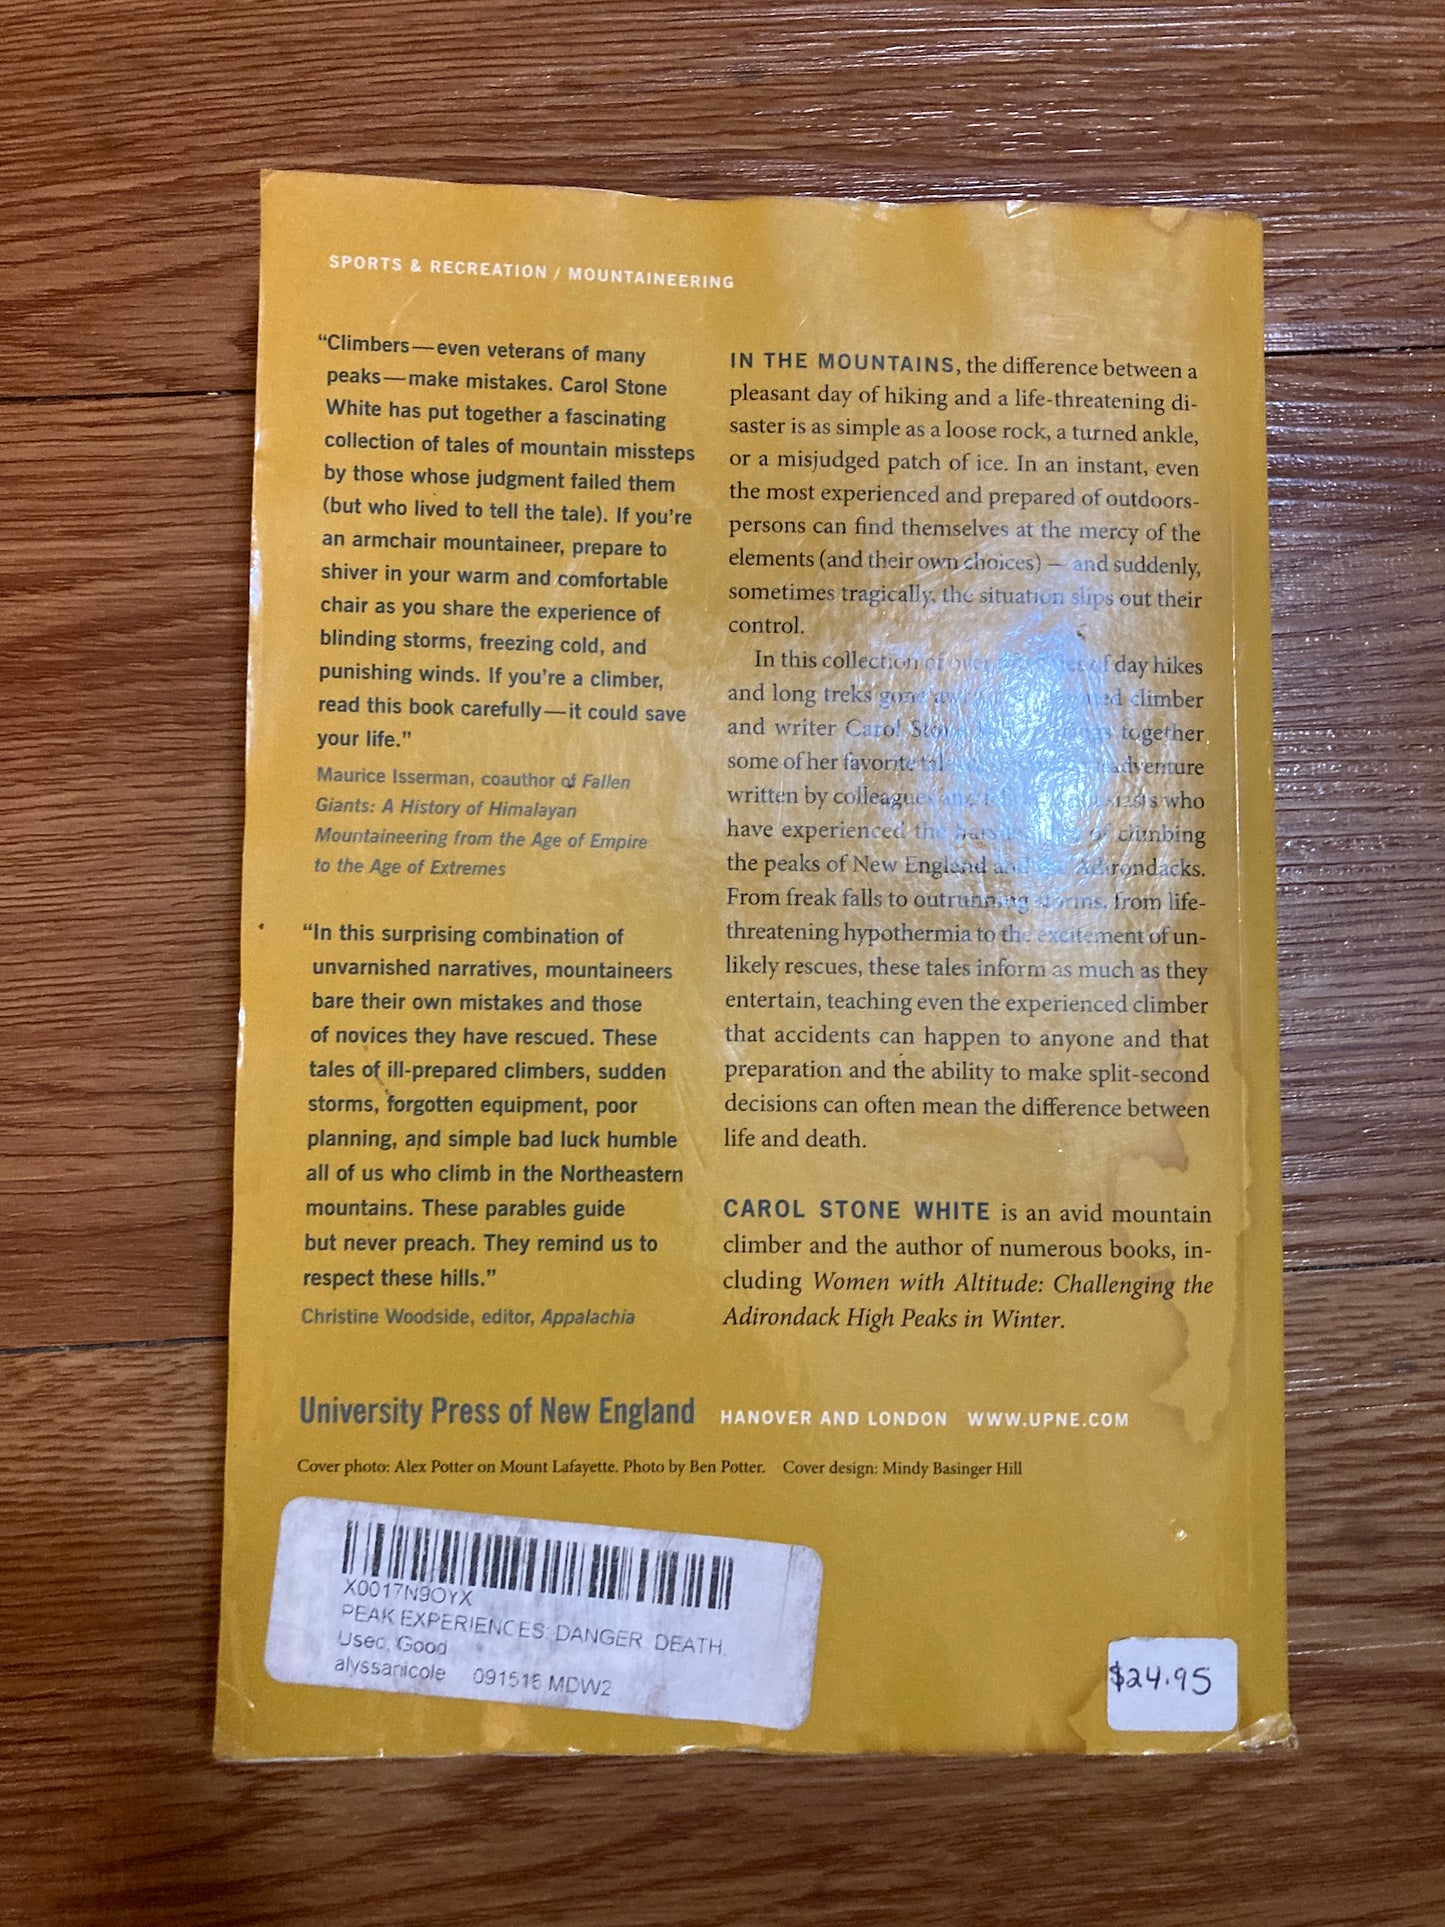 SPORTS & RECREATION / MOUNTAINEERING
“Climbers—even veterans of many
peaks—make mistakes. Carol Stone
White has put together a fascinating
collection of tales of mountain missteps
by those whose judgment failed them
(but who lived to tell the tale). If you’re
an armchair mountaineer, prepare to
shiver in your warm and comfortable
chair as you share the experience of
blinding storms, freezing cold, and
punishing winds. If you’re a climber,
read this book carefully—it could save
your life.”
Maurice Isserman, coauthor of Fallen
Giants: A History of Himalayan
Mountaineering from the Age of Empire
to the Age of Extremes
“In this surprising combination of
unvarnished narratives, mountaineers
bare their own mistakes and those
of novices they have rescued. These
tales of ill-prepared climbers, sudden
storms, forgotten equipment, poor
planning, and simple bad luck humble
all of us who climb in the Northeastern
mountains. These parables guide
but never preach. They remind us to
respect these hills.”
Christine Woodside, editor, Appalachia
IN THE MOUNTAINS, the difference between a
pleasant day of hiking and a life-threatening di-
saster is as simple as a loose rock, a turned ankle,
or a misjudged patch of ice. In an instant, even
the most experienced and prepared of outdoors-
persons can find themselves at the mercy of the
elements (and their own choices) — and suddenly,
sometimes tragically, the situation slips out their
control.
In this collection of over of day hikes
and long treks gone climber
and writer Carol Stone together
some of her favorite
written by colleagues and who
have experienced the of climbing
the peaks of New England and the Adirondacks.
From freak falls to outrunning storms, from life-
threatening hypothermia to the excitement of un-
likely rescues, these tales inform as much as they
entertain, teaching even the experienced climber
that accidents can happen to anyone and that
preparation and the ability to make split-second
decisions can often mean the difference between
life and death.
CAROL STONE WHITE is an avid mountain
climber and the author of numerous books, in-
cluding Women with Altitude: Challenging the
Adirondack High Peaks in Winter.
University Press of New England HANOVER AND LONDON WWW.UPNE.COM
Cover photo: Alex Potter on Mount Lafayette. Photo by Ben Potter. Cover design: Mindy Basinger Hill
X0017N9OYX
PEAK EXPERIENCES: DANGER, DEATH,
Used, Good
alyssanicole 091515 MDW2
$24.95